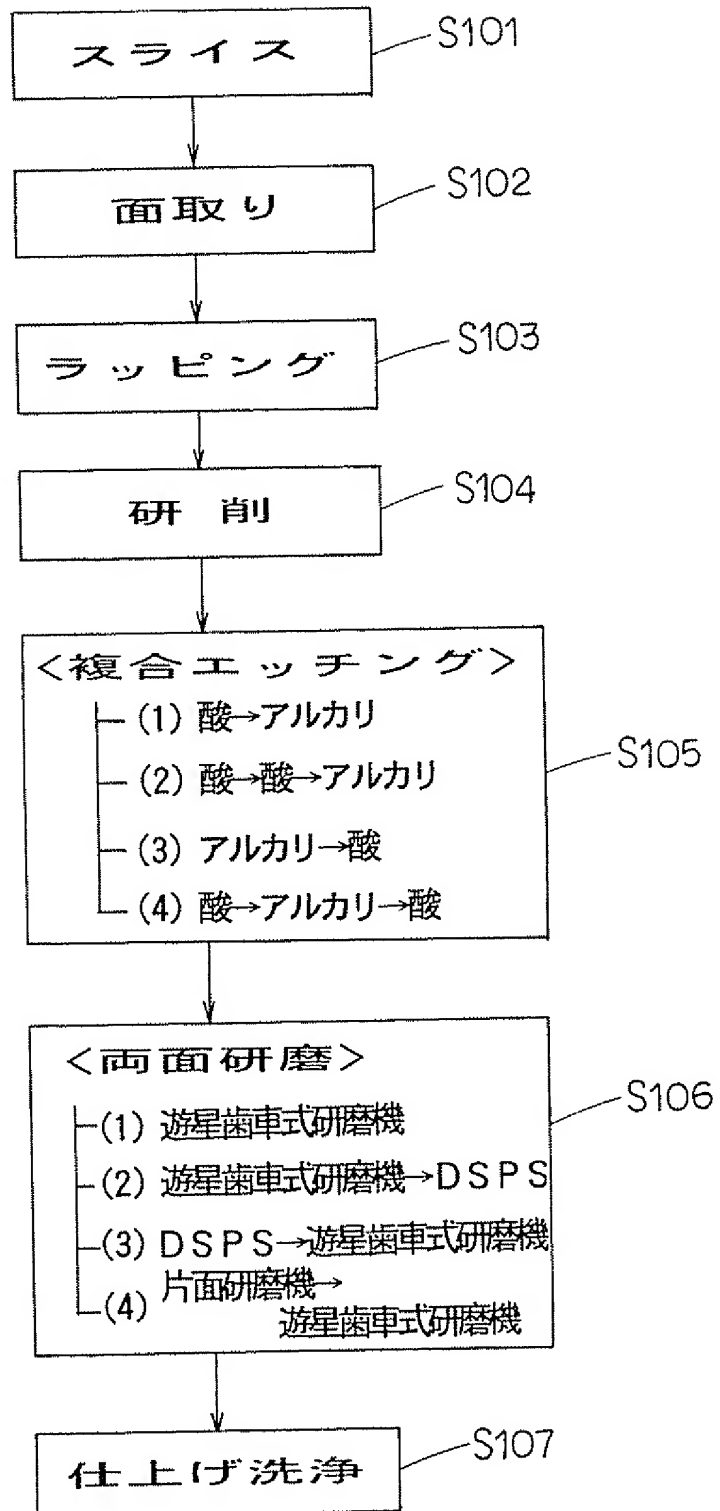 スライス
S101
面取り
S102
ラッピング
S103
研削
S104
<複合エッチング>
(1) 酸→アルカリ
(2) 酸→酸→アルカリ
(3) アルカリ→酸
(4) 酸→アルカリ→酸
S105
<両面研磨>
(1) 遊星歯車式研磨機
(2) 遊星歯車式研磨機→DSPS
(3) DSPS→遊星歯車式研磨機
(4) 片面研磨機→
遊星歯車式研磨機
S106
仕上げ洗浄
S107